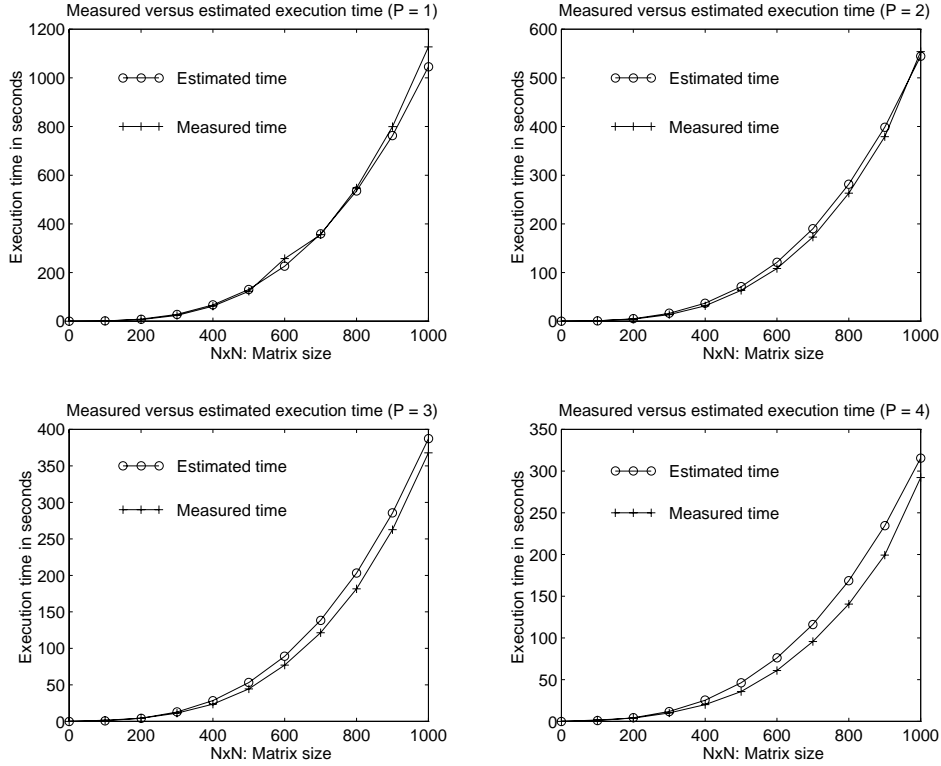 Measured versus estimated execution time (P = 1)
1200
1000
800
600
400
200
0
Execution time in seconds
Estimated time
Measured time
0 200 400 600 800 1000
NxN: Matrix size
Measured versus estimated execution time (P = 2)
600
500
400
300
200
100
0
Execution time in seconds
Estimated time
Measured time
0 200 400 600 800 1000
NxN: Matrix size
Measured versus estimated execution time (P = 3)
400
350
300
250
200
150
100
50
0
Execution time in seconds
Estimated time
Measured time
0 200 400 600 800 1000
NxN: Matrix size
Measured versus estimated execution time (P = 4)
350
300
250
200
150
100
50
0
Execution time in seconds
Estimated time
Measured time
0 200 400 600 800 1000
NxN: Matrix size